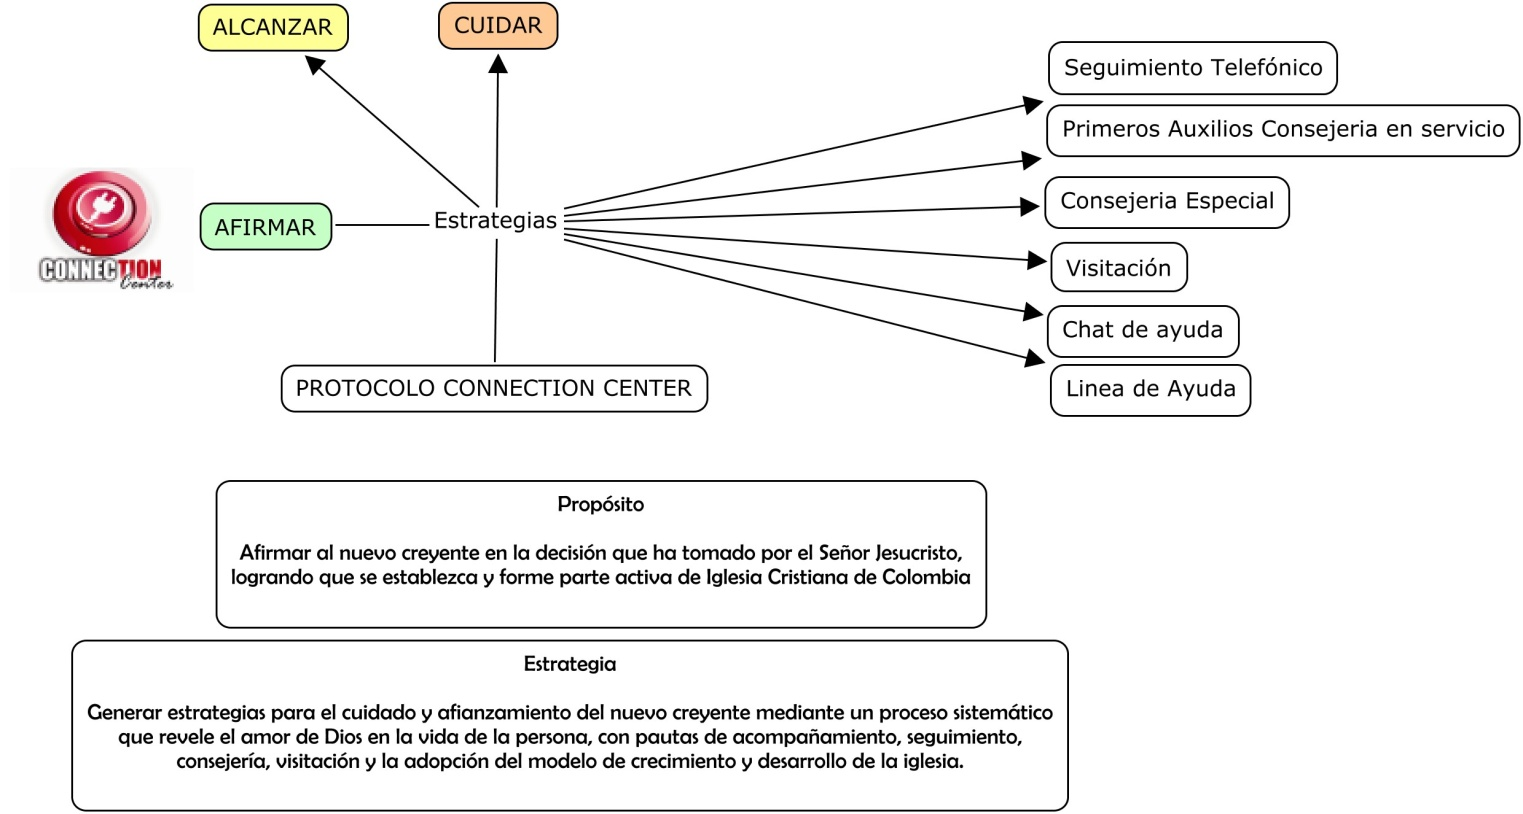 ALCANZAR
CUIDAR
Seguimiento Telefónico
Primeros Auxilios Consejeria en servicio
Consejeria Especial
AFIRMAR
Estrategias
Visitación
CONNECTION
Center
Chat de ayuda
PROTOCOLO CONNECTION CENTER
Linea de Ayuda
Propósito
Afirmar al nuevo creyente en la decisión que ha tomado por el Señor Jesucristo,
logrando que se establezca y forme parte activa de Iglesia Cristiana de Colombia
Estrategia
Generar estrategias para el cuidado y afianzamiento del nuevo creyente mediante un proceso sistemático
que revele el amor de Dios en la vida de la persona, con pautas de acompañamiento, seguimiento,
consejería, visitación y la adopción del modelo de crecimiento y desarrollo de la iglesia.